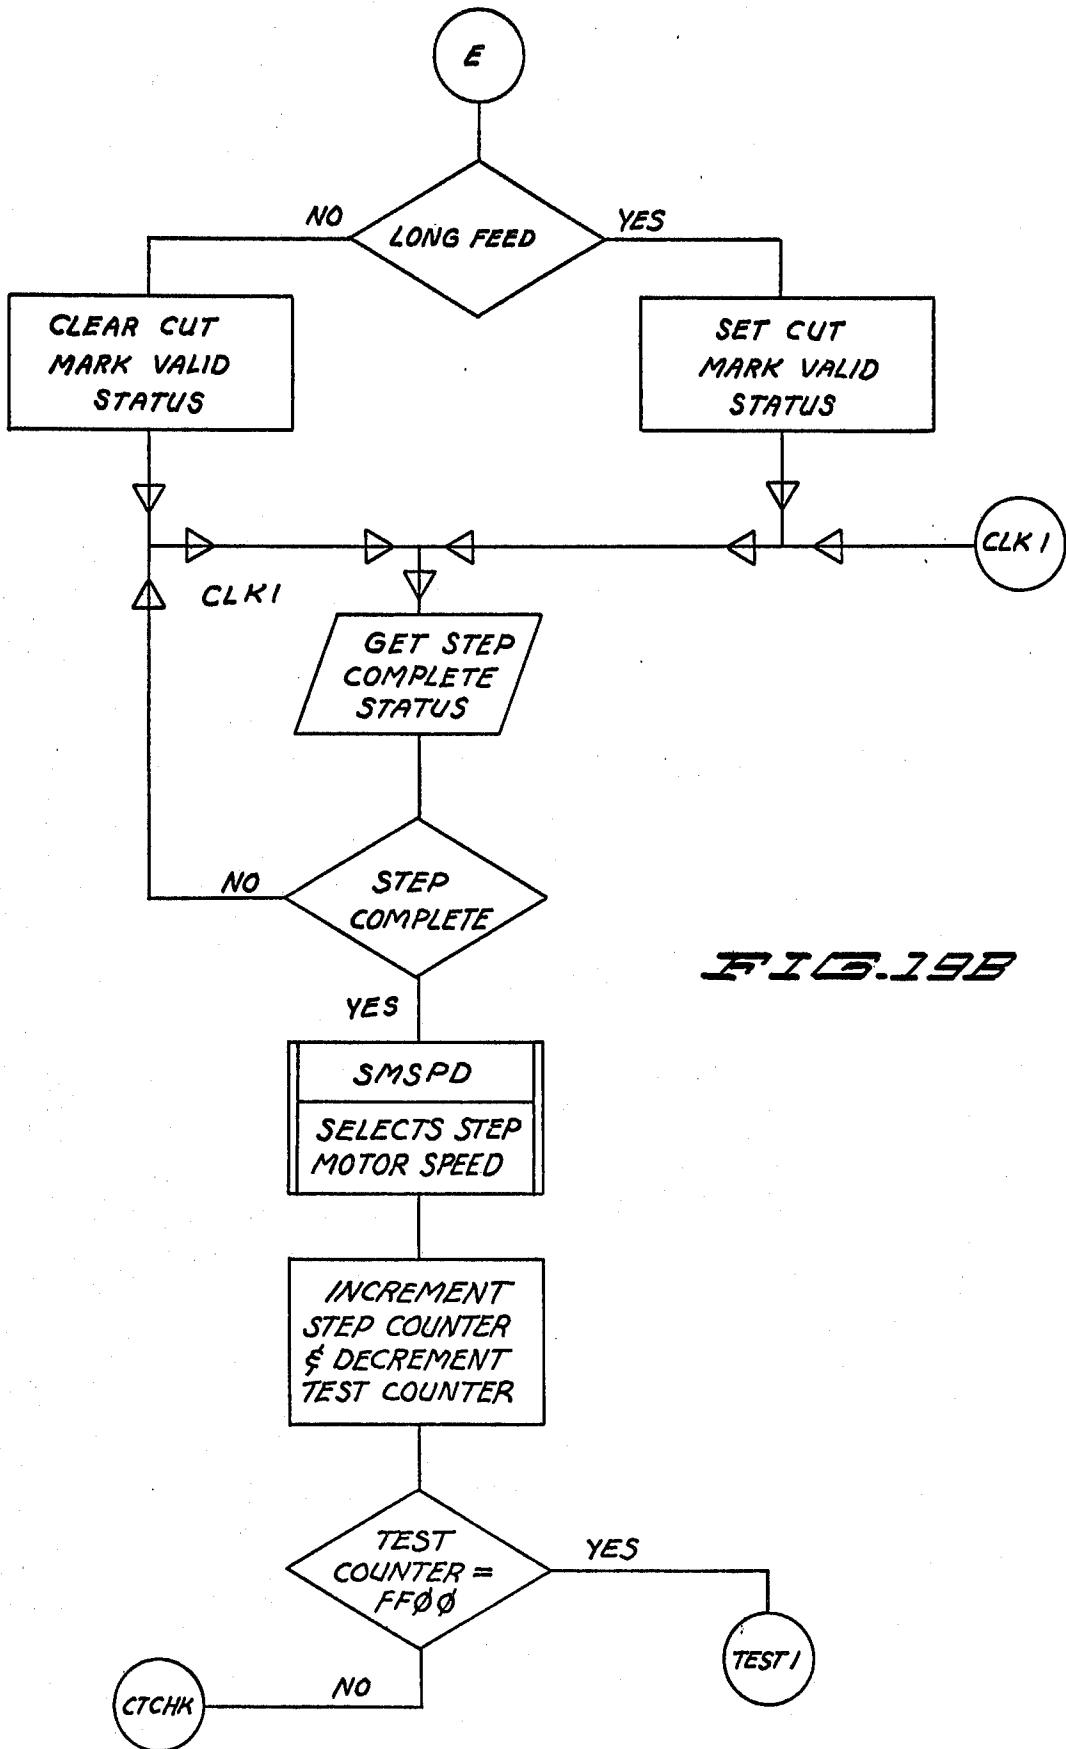 E
LONG FEED
NO
YES
CLEAR CUT
MARK VALID
STATUS
SET CUT
MARK VALID
STATUS
CLK1
CLK1
GET STEP
COMPLETE
STATUS
STEP
COMPLETE
NO
YES
FIG. 19B
SMSPD
SELECTS STEP
MOTOR SPEED
INCREMENT
STEP COUNTER
& DECREMENT
TEST COUNTER
TEST
COUNTER =
FFØØ
YES
TEST1
NO
CTCHK